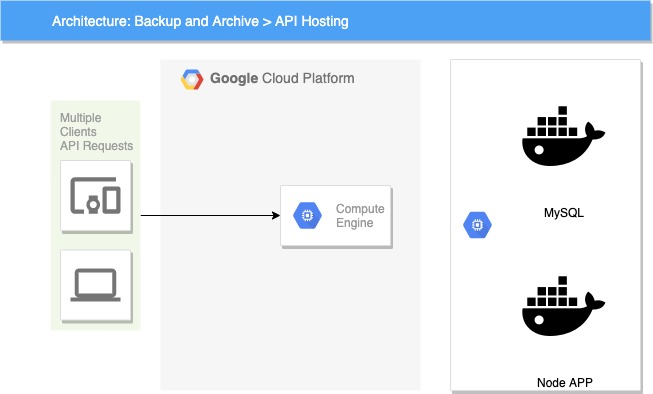 Architecture: Backup and Archive > API Hosting
Google Cloud Platform
Multiple
Clients
API Requests
Compute
Engine
MySQL
Node APP